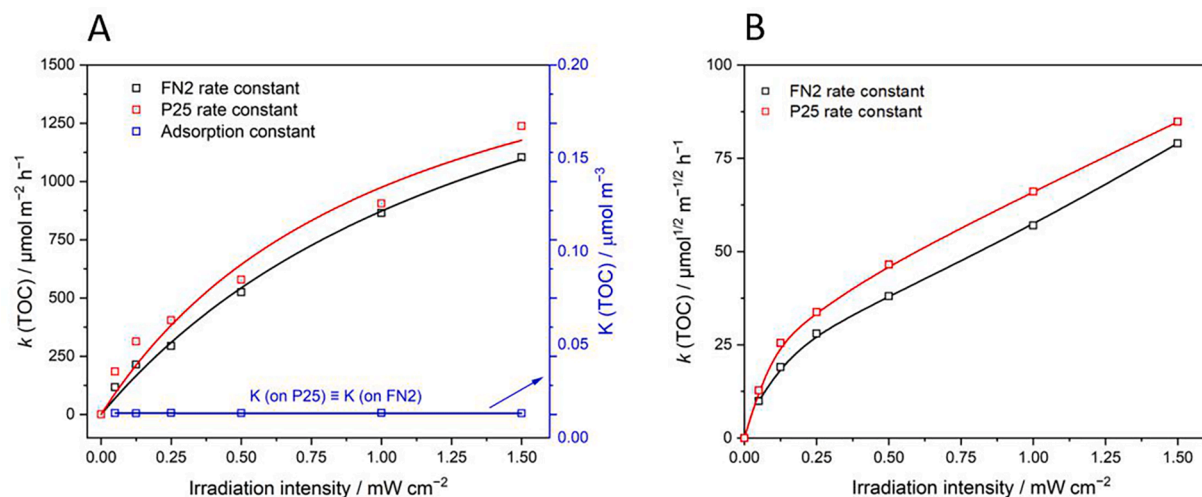 A
k (TOC) / μmol m⁻² h⁻¹
1500
1250
1000
750
500
250
0
FN2 rate constant
P25 rate constant
Adsorption constant
K (on P25) ≡ K (on FN2)
0.20
0.15
0.10
0.05
0.00
K (TOC) / μmol m⁻³
0.00 0.25 0.50 0.75 1.00 1.25 1.50
Irradiation intensity / mW cm⁻²
B
k (TOC) / μmol¹ᐟ² m⁻¹ᐟ² h⁻¹
100
75
50
25
0
FN2 rate constant
P25 rate constant
0.00 0.25 0.50 0.75 1.00 1.25 1.50
Irradiation intensity / mW cm⁻²